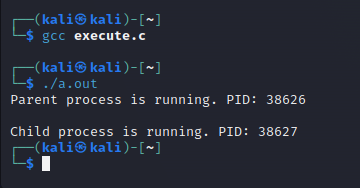 ┌──(kali㉿kali)-[~]
└─$ gcc execute.c
┌──(kali㉿kali)-[~]
└─$ ./a.out
Parent process is running. PID: 38626
Child process is running. PID: 38627
┌──(kali㉿kali)-[~]
└─$